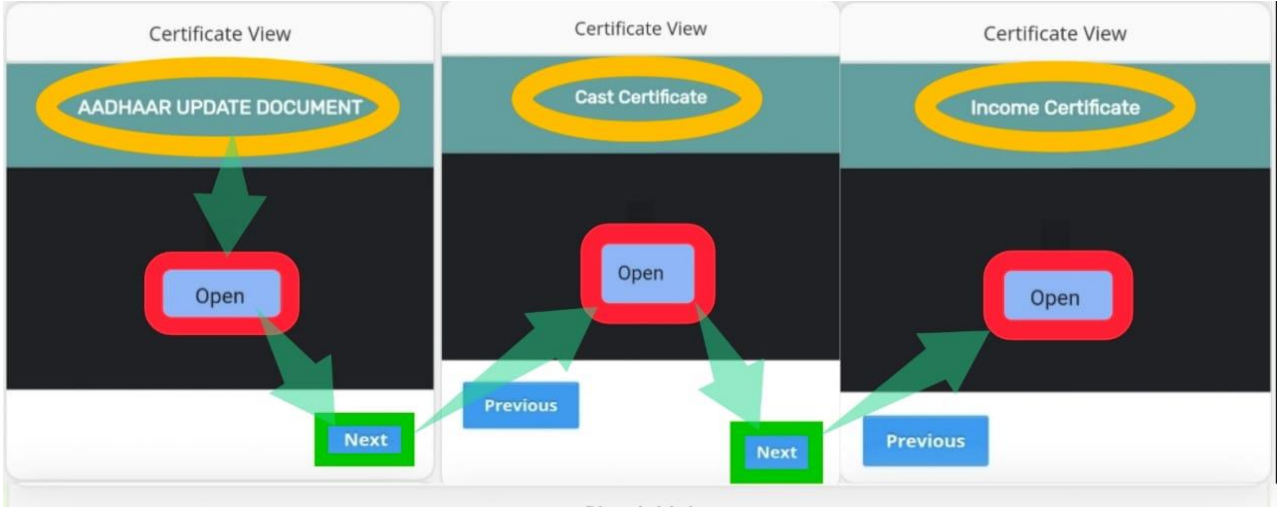 Certificate View
AADHAAR UPDATE DOCUMENT
Open
Next
Certificate View
Cast Certificate
Open
Previous
Next
Certificate View
Income Certificate
Open
Previous